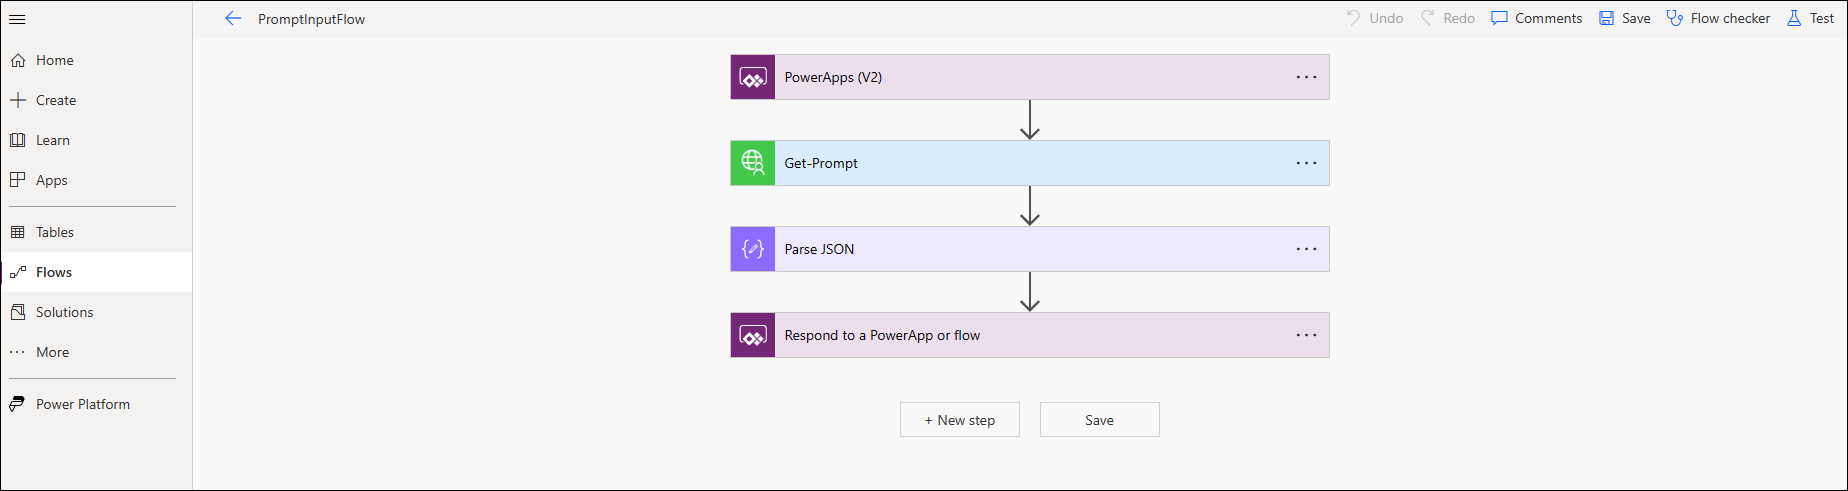 PromptInputFlow
Undo
Redo
Comments
Save
Flow checker
Test
Home
Create
Learn
Apps
Tables
Flows
Solutions
More
Power Platform
PowerApps (V2)
Get-Prompt
Parse JSON
Respond to a PowerApp or flow
+ New step
Save